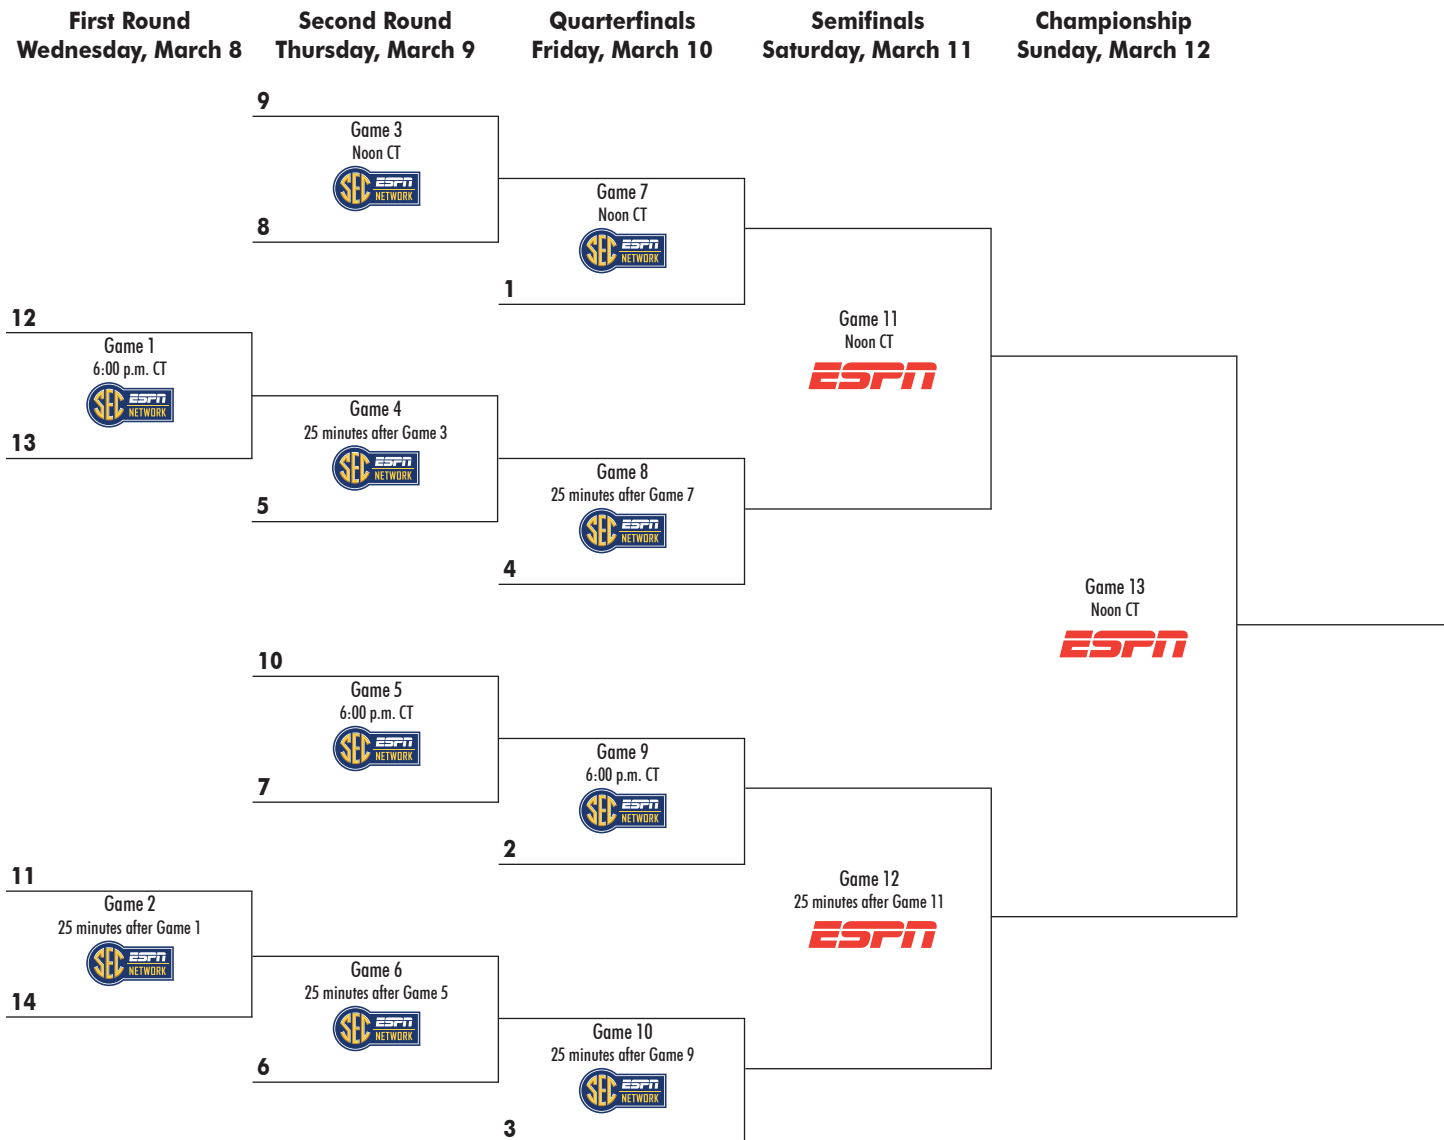 First Round
Wednesday, March 8
Second Round
Thursday, March 9
Quarterfinals
Friday, March 10
Semifinals
Saturday, March 11
Championship
Sunday, March 12
9
Game 3
Noon CT
SEC ESPN
NETWORK
8
Game 7
Noon CT
SEC ESPN
NETWORK
1
12
Game 1
6:00 p.m. CT
SEC ESPN
NETWORK
13
Game 4
25 minutes after Game 3
SEC ESPN
NETWORK
5
Game 8
25 minutes after Game 7
SEC ESPN
NETWORK
4
Game 11
Noon CT
ESPN
10
Game 5
6:00 p.m. CT
SEC ESPN
NETWORK
7
Game 9
6:00 p.m. CT
SEC ESPN
NETWORK
2
11
Game 2
25 minutes after Game 1
SEC ESPN
NETWORK
14
Game 6
25 minutes after Game 5
SEC ESPN
NETWORK
6
Game 10
25 minutes after Game 9
SEC ESPN
NETWORK
3
Game 12
25 minutes after Game 11
ESPN
Game 13
Noon CT
ESPN